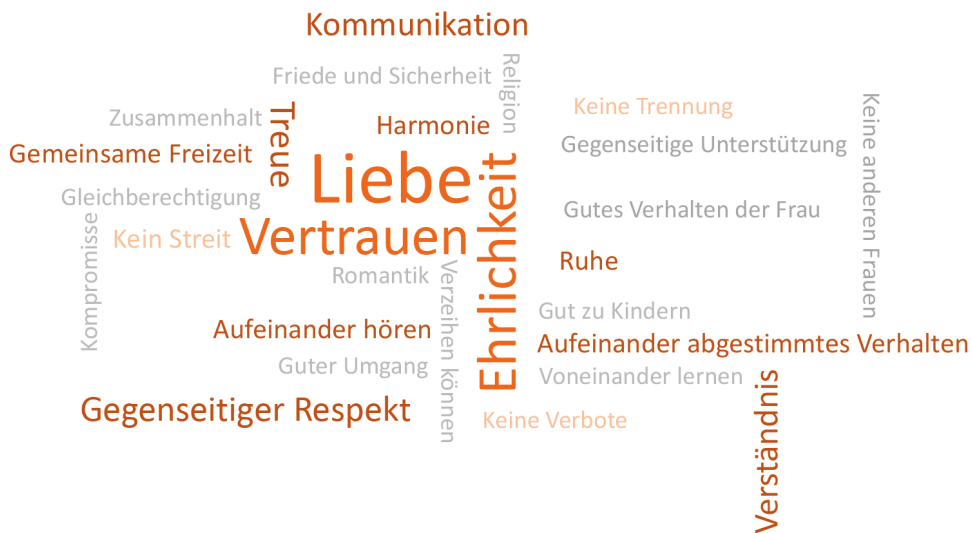 Kommunikation
Friede und Sicherheit
Religion
Keine Trennung
Keine anderen Frauen
Zusammenhalt
Treue
Harmonie
Gegenseitige Unterstützung
Gemeinsame Freizeit
Liebe
Ehrlichkeit
Gleichberechtigung
Gutes Verhalten der Frau
Kompromisse
Kein Streit
Vertrauen
Ruhe
Romantik
Verzeihen können
Gut zu Kindern
Aufeinander hören
Aufeinander abgestimmtes Verhalten
Guter Umgang
Voneinander lernen
Verständnis
Gegenseitiger Respekt
Keine Verbote